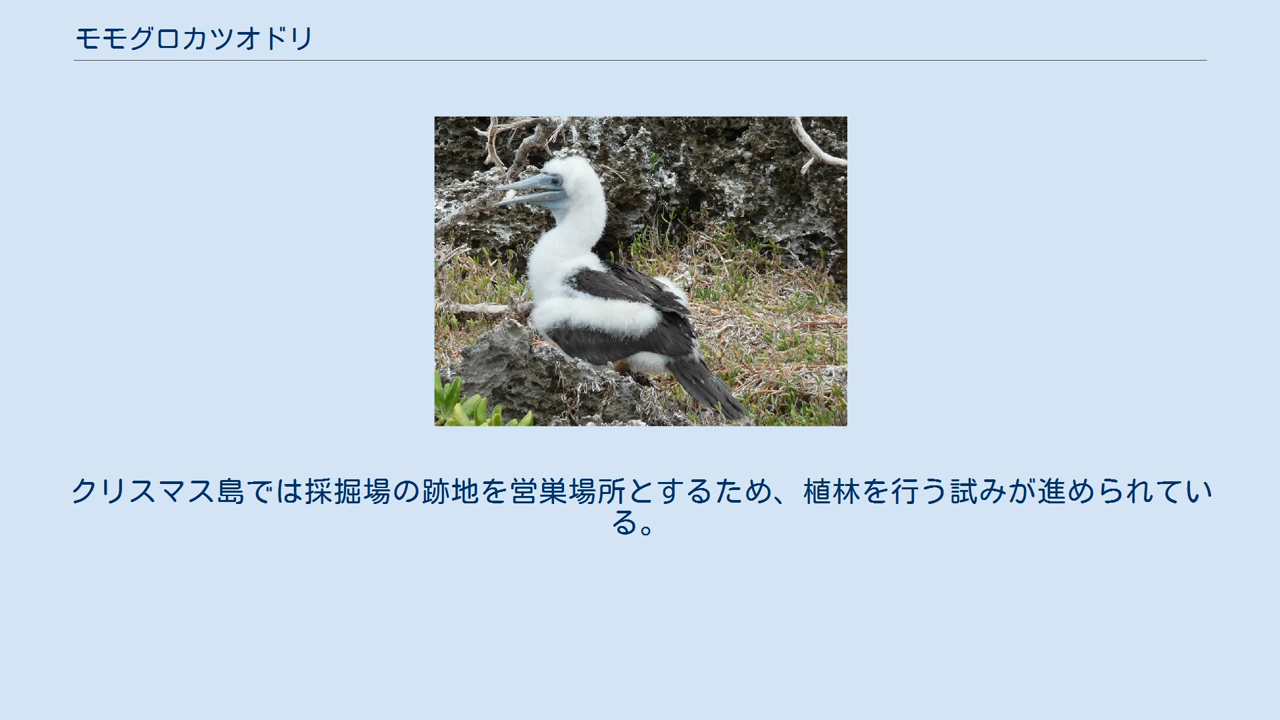 モモグロカツオドリ
クリスマス島では採掘場の跡地を営巣場所とするため、植林を行う試みが進められてい
る。